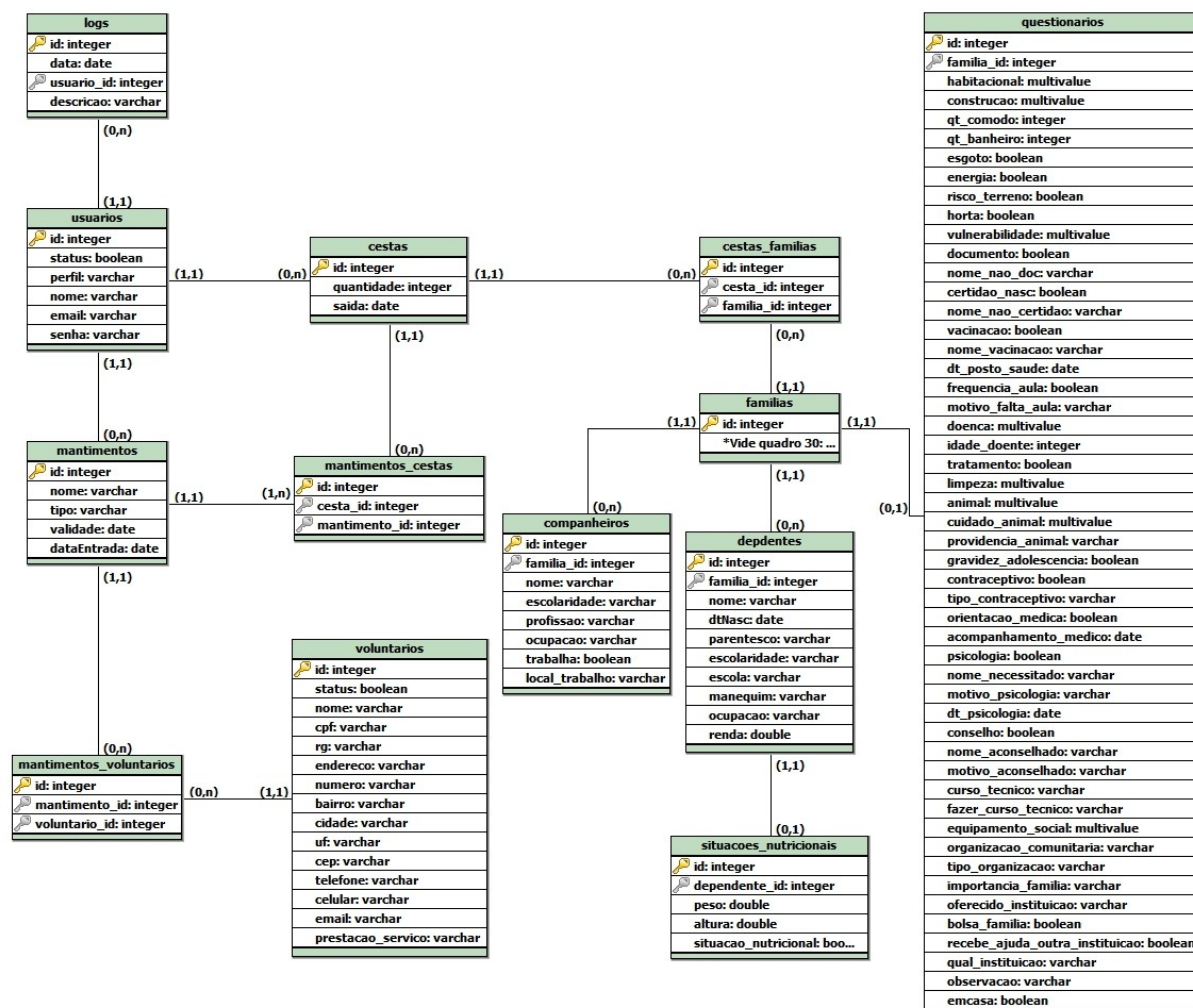 logs
id: integer
data: date
usuario_id: integer
descricao: varchar
(0,n)
(1,1)
usuarios
id: integer
status: boolean
perfil: varchar
nome: varchar
email: varchar
senha: varchar
(1,1)
(0,n)
(1,1)
(0,n)
cestas
id: integer
quantidade: integer
saida: date
(1,1)
(0,n)
(1,1)
(0,n)
cestas_familias
id: integer
cesta_id: integer
familia_id: integer
(0,n)
(1,1)
familias
id: integer
*Vide quadro 30: ...
(1,1)
(0,n)
(1,1)
(0,n)
(1,1)
(0,1)
mantimentos
id: integer
nome: varchar
tipo: varchar
validade: date
dataEntrada: date
(1,1)
(1,n)
(1,1)
(0,n)
mantimentos_cestas
id: integer
cesta_id: integer
mantimento_id: integer
companheiros
id: integer
familia_id: integer
nome: varchar
escolaridade: varchar
profissao: varchar
ocupacao: varchar
trabalha: boolean
local_trabalho: varchar
depdentes
id: integer
familia_id: integer
nome: varchar
dtNasc: date
parentesco: varchar
escolaridade: varchar
escola: varchar
manequim: varchar
ocupacao: varchar
renda: double
(1,1)
(0,1)
situacoes_nutricionais
id: integer
dependente_id: integer
peso: double
altura: double
situacao_nutricional: boo...
mantimentos_voluntarios
id: integer
mantimento_id: integer
voluntario_id: integer
(0,n)
(1,1)
voluntarios
id: integer
status: boolean
nome: varchar
cpf: varchar
rg: varchar
endereco: varchar
numero: varchar
bairro: varchar
cidade: varchar
uf: varchar
cep: varchar
telefone: varchar
celular: varchar
email: varchar
prestacao_servico: varchar
questionarios
id: integer
familia_id: integer
habitacional: multivalue
construcao: multivalue
qt_comodo: integer
qt_banheiro: integer
esgoto: boolean
energia: boolean
risco_terreno: boolean
horta: boolean
vulnerabilidade: multivalue
documento: boolean
nome_nao_doc: varchar
certidao_nasc: boolean
nome_nao_certidao: varchar
vacinacao: boolean
nome_vacinacao: varchar
dt_posto_saude: date
frequencia_aula: boolean
motivo_falta_aula: varchar
doenca: multivalue
idade_doente: integer
tratamento: boolean
limpeza: multivalue
animal: multivalue
cuidado_animal: multivalue
providencia_animal: varchar
gravidez_adolescencia: boolean
contraceptivo: boolean
tipo_contraceptivo: varchar
orientacao_medica: boolean
acompanhamento_medico: date
psicologia: boolean
nome_necessitado: varchar
motivo_psicologia: varchar
dt_psicologia: date
conselho: boolean
nome_aconselhado: varchar
motivo_aconselhado: varchar
curso_tecnico: varchar
fazer_curso_tecnico: varchar
equipamento_social: multivalue
organizacao_comunitaria: varchar
tipo_organizacao: varchar
importancia_familia: varchar
oferecido_instituicao: varchar
bolsa_familia: boolean
recebe_ajuda_outra_instituicao: boolean
qual_instituicao: varchar
observacao: varchar
emcasa: boolean